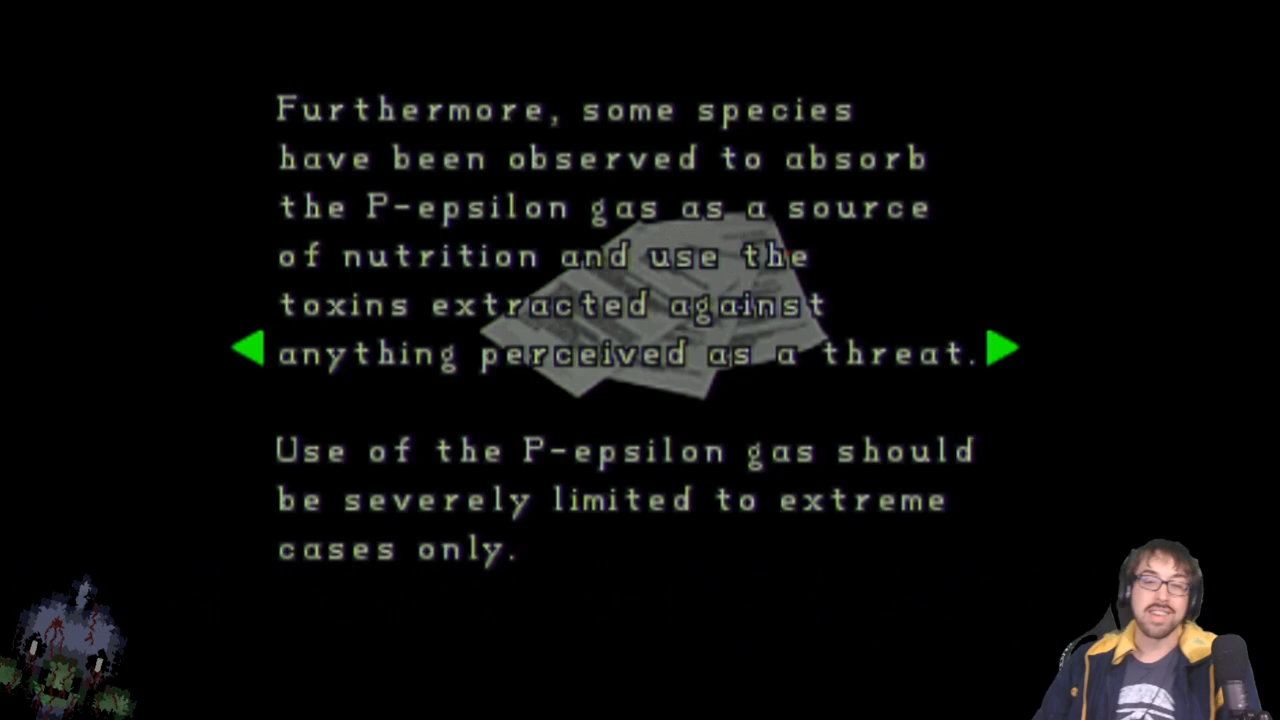 Furthermore, some species
have been observed to absorb
the P-epsilon gas as a source
of nutrition and use the
toxins extracted against
anything perceived as a threat.
Use of the P-epsilon gas should
be severely limited to extreme
cases only.